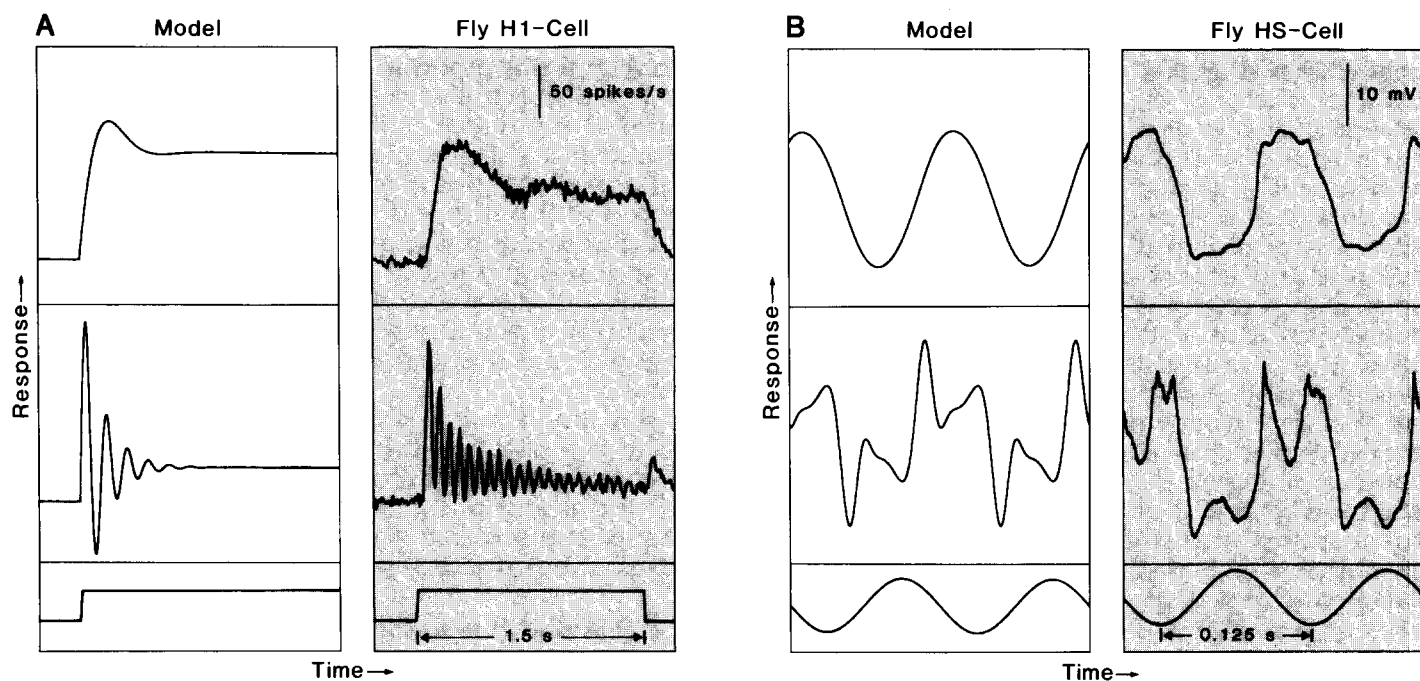 A
Model
Fly H1-Cell
50 spikes/s
1.5 s
Response→
Time→
B
Model
Fly HS-Cell
10 mV
0.125 s
Response→
Time→